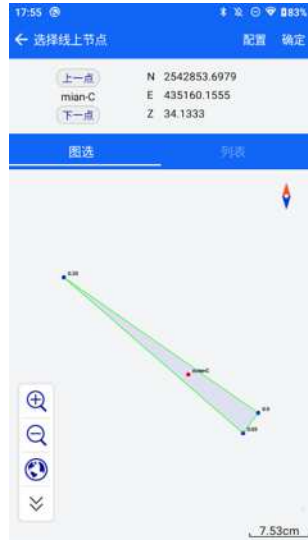 17:55 83%
选择线上节点 配置 确定
上一点 N 2542853.6979
mian-C E 435160.1555
下一点 Z 34.1333
图选 列表
mian-C
7.53cm